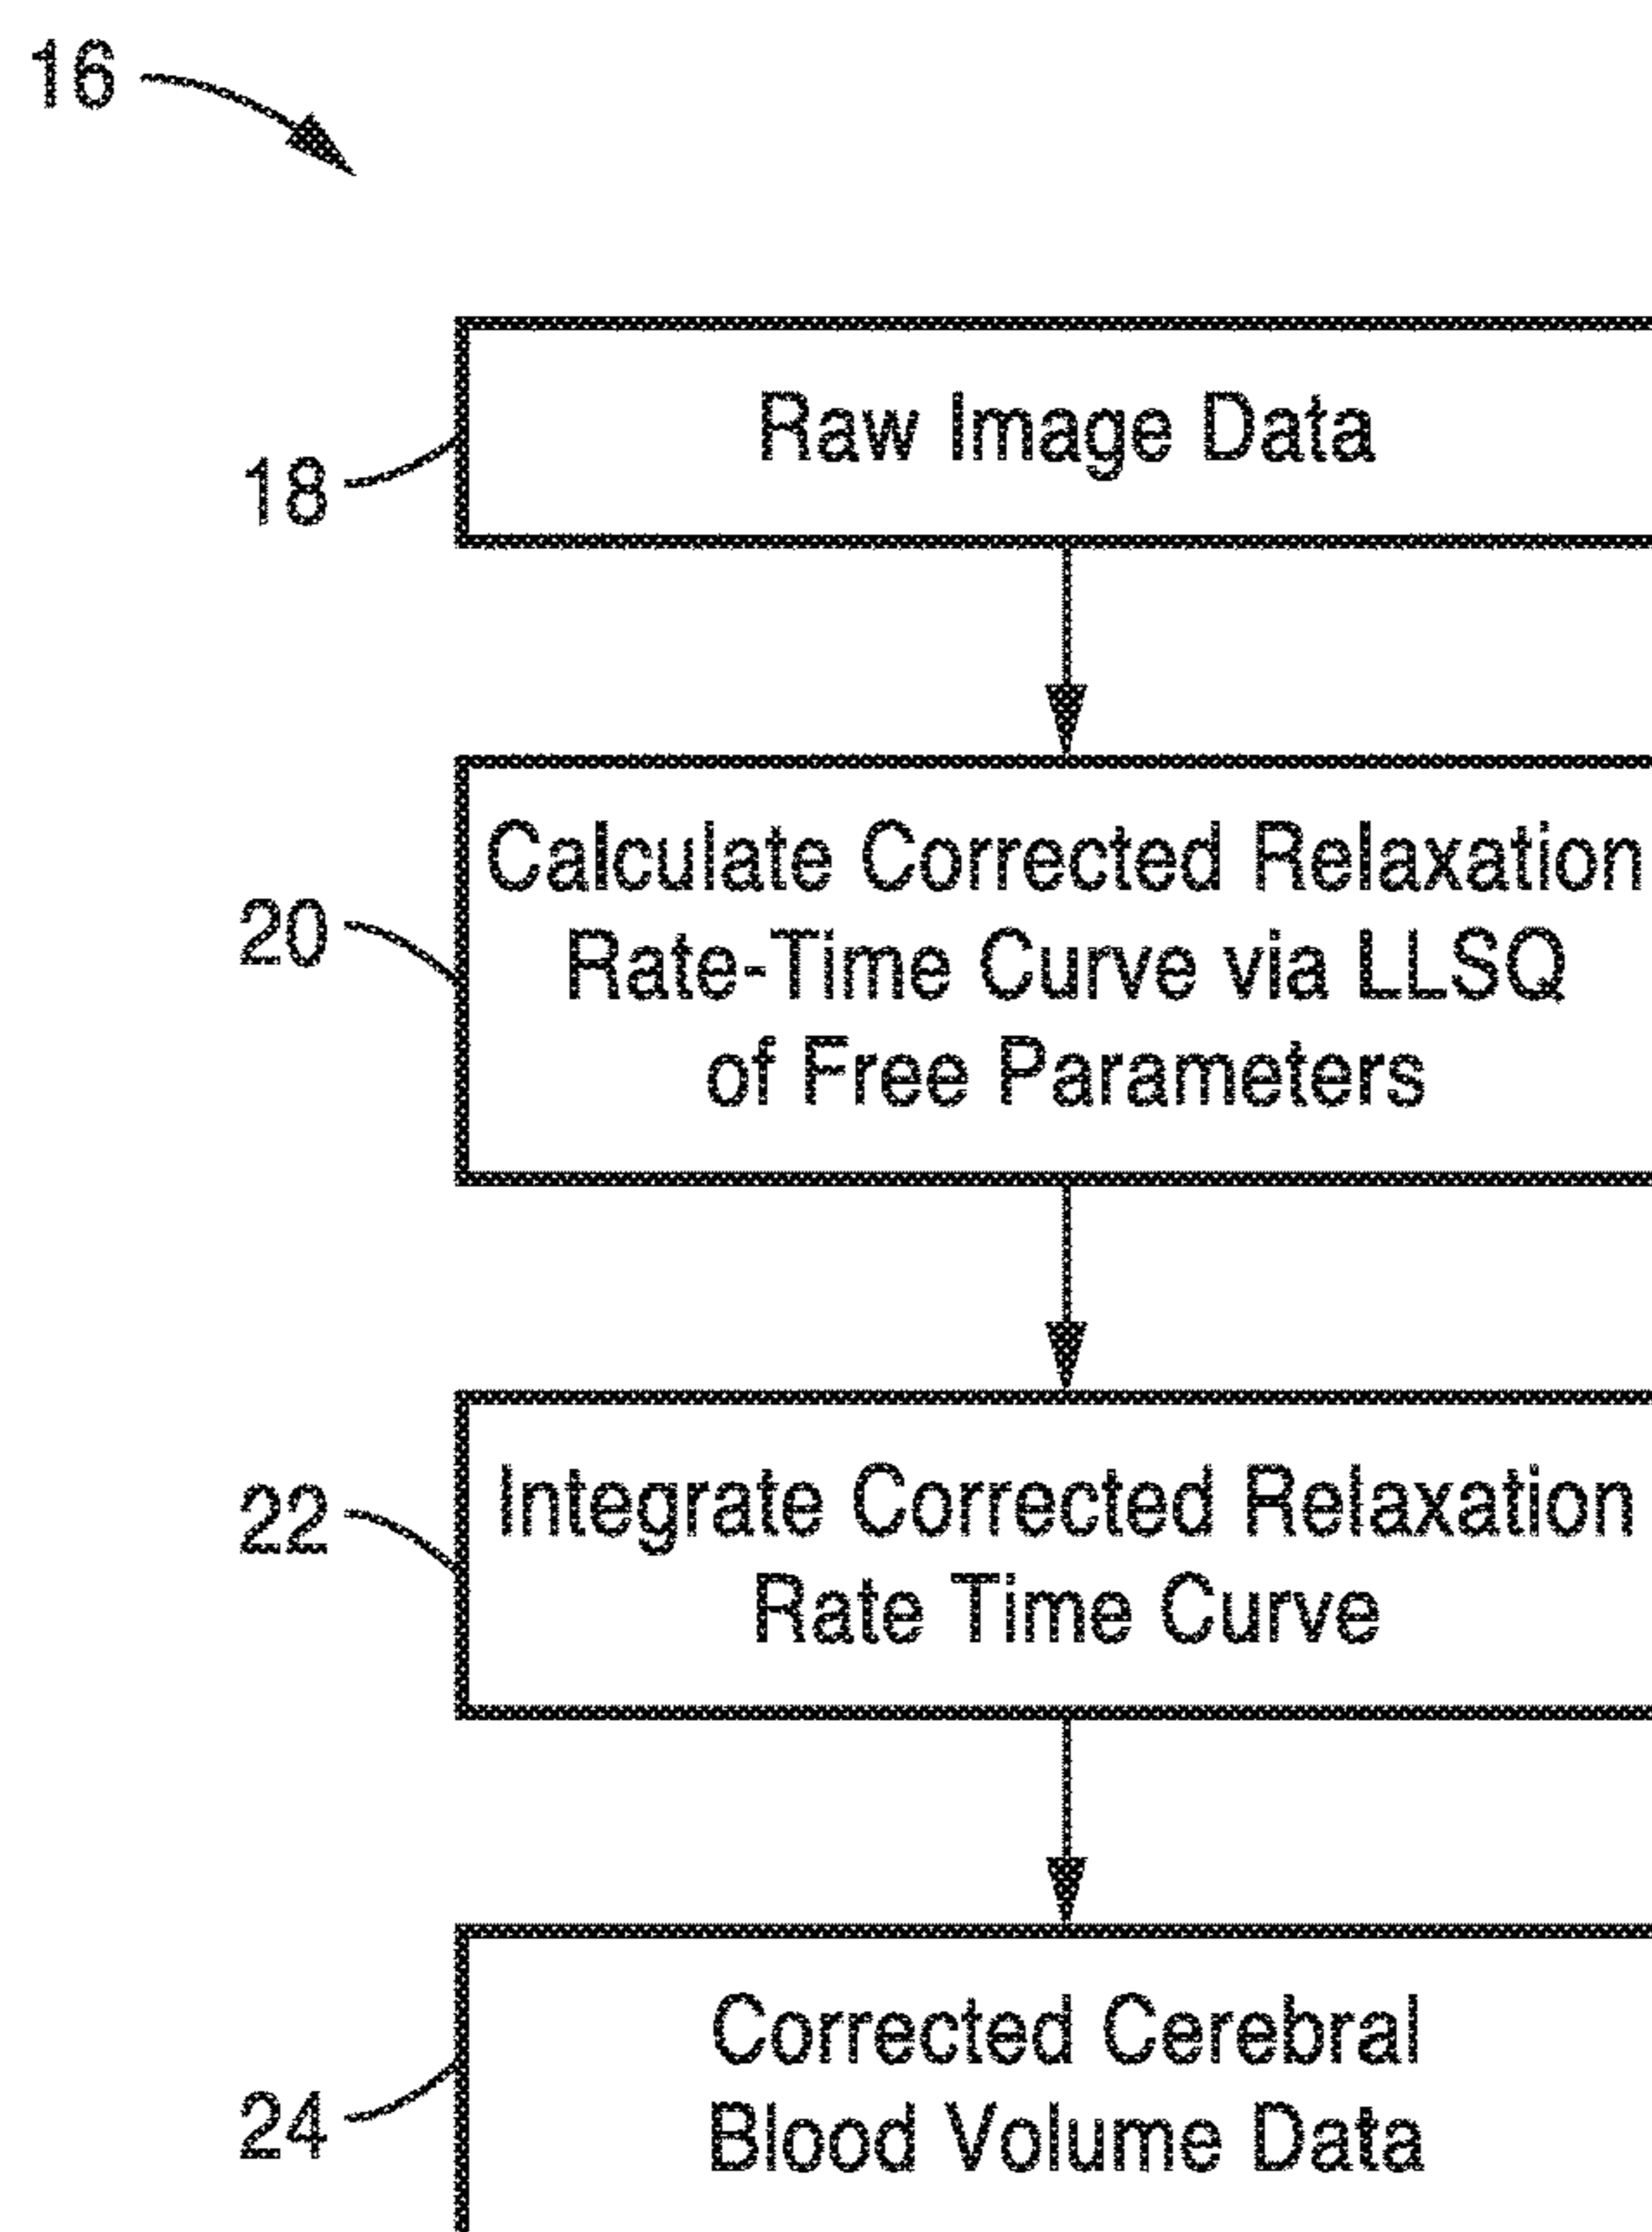 16
Raw Image Data
18
Calculate Corrected Relaxation
20
Rate-Time Curve via LLSQ
of Free Parameters
Integrate Corrected Relaxation
22
Rate Time Curve
Corrected Cerebral
24
Blood Volume Data